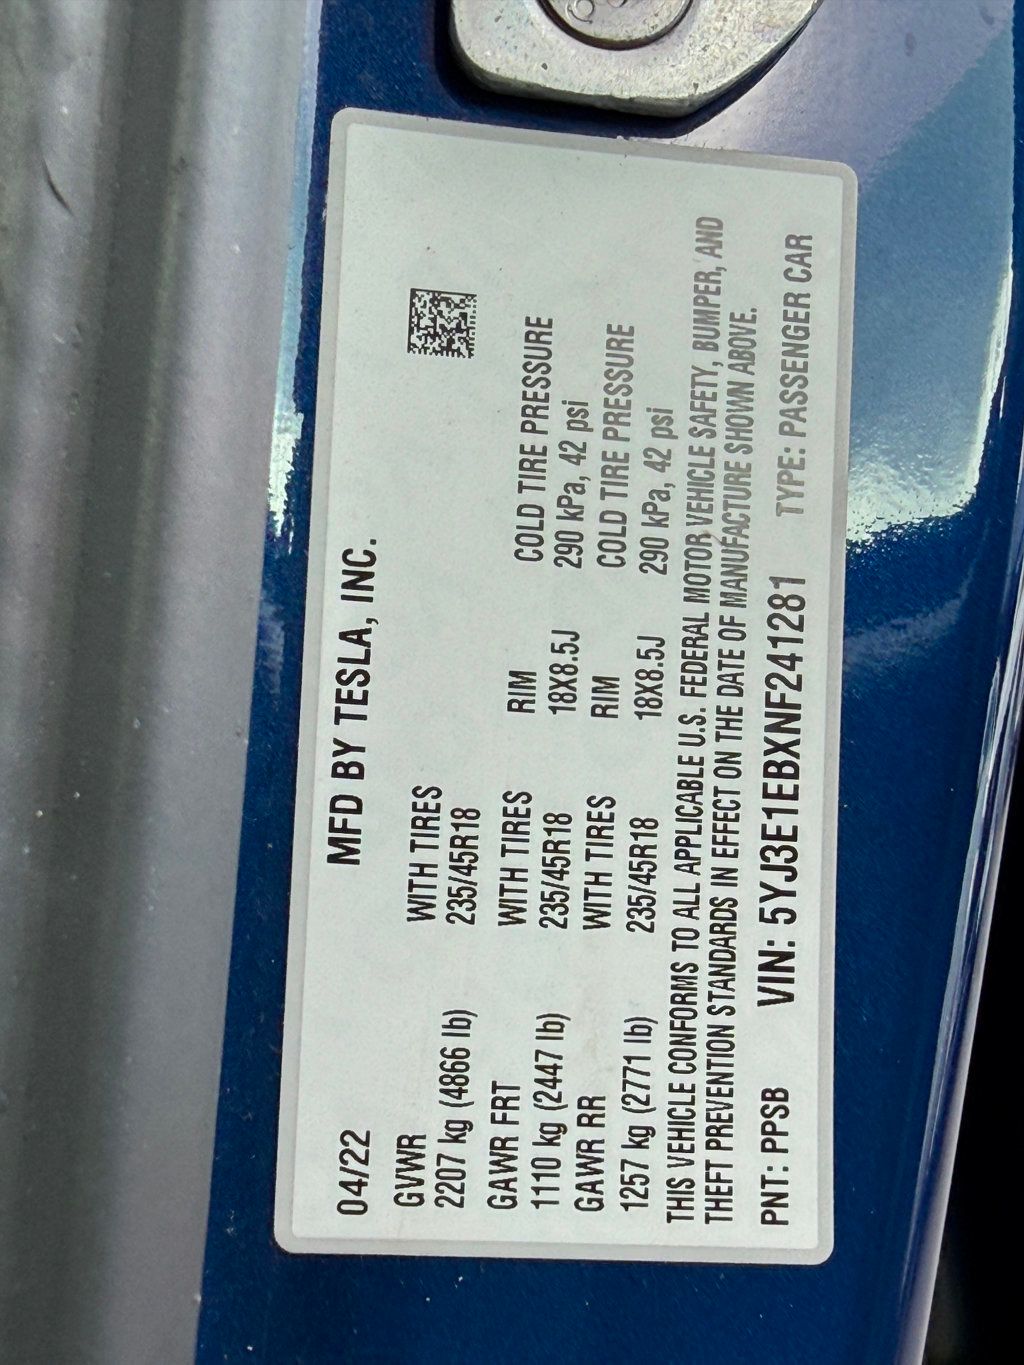 04/22 MFD BY TESLA, INC.
GVWR WITH TIRES
2207 kg (4866 lb) 235/45R18
GAWR FRT WITH TIRES RIM COLD TIRE PRESSURE
1110 kg (2447 lb) 235/45R18 18X8.5J 290 kPa, 42 psi
GAWR RR WITH TIRES RIM COLD TIRE PRESSURE
1257 kg (2771 lb) 235/45R18 18X8.5J 290 kPa, 42 psi
THIS VEHICLE CONFORMS TO ALL APPLICABLE U.S. FEDERAL MOTOR VEHICLE SAFETY, BUMPER, AND
THEFT PREVENTION STANDARDS IN EFFECT ON THE DATE OF MANUFACTURE SHOWN ABOVE.
PNT: PPSB VIN: 5YJ3E1EBXNF241281 TYPE: PASSENGER CAR